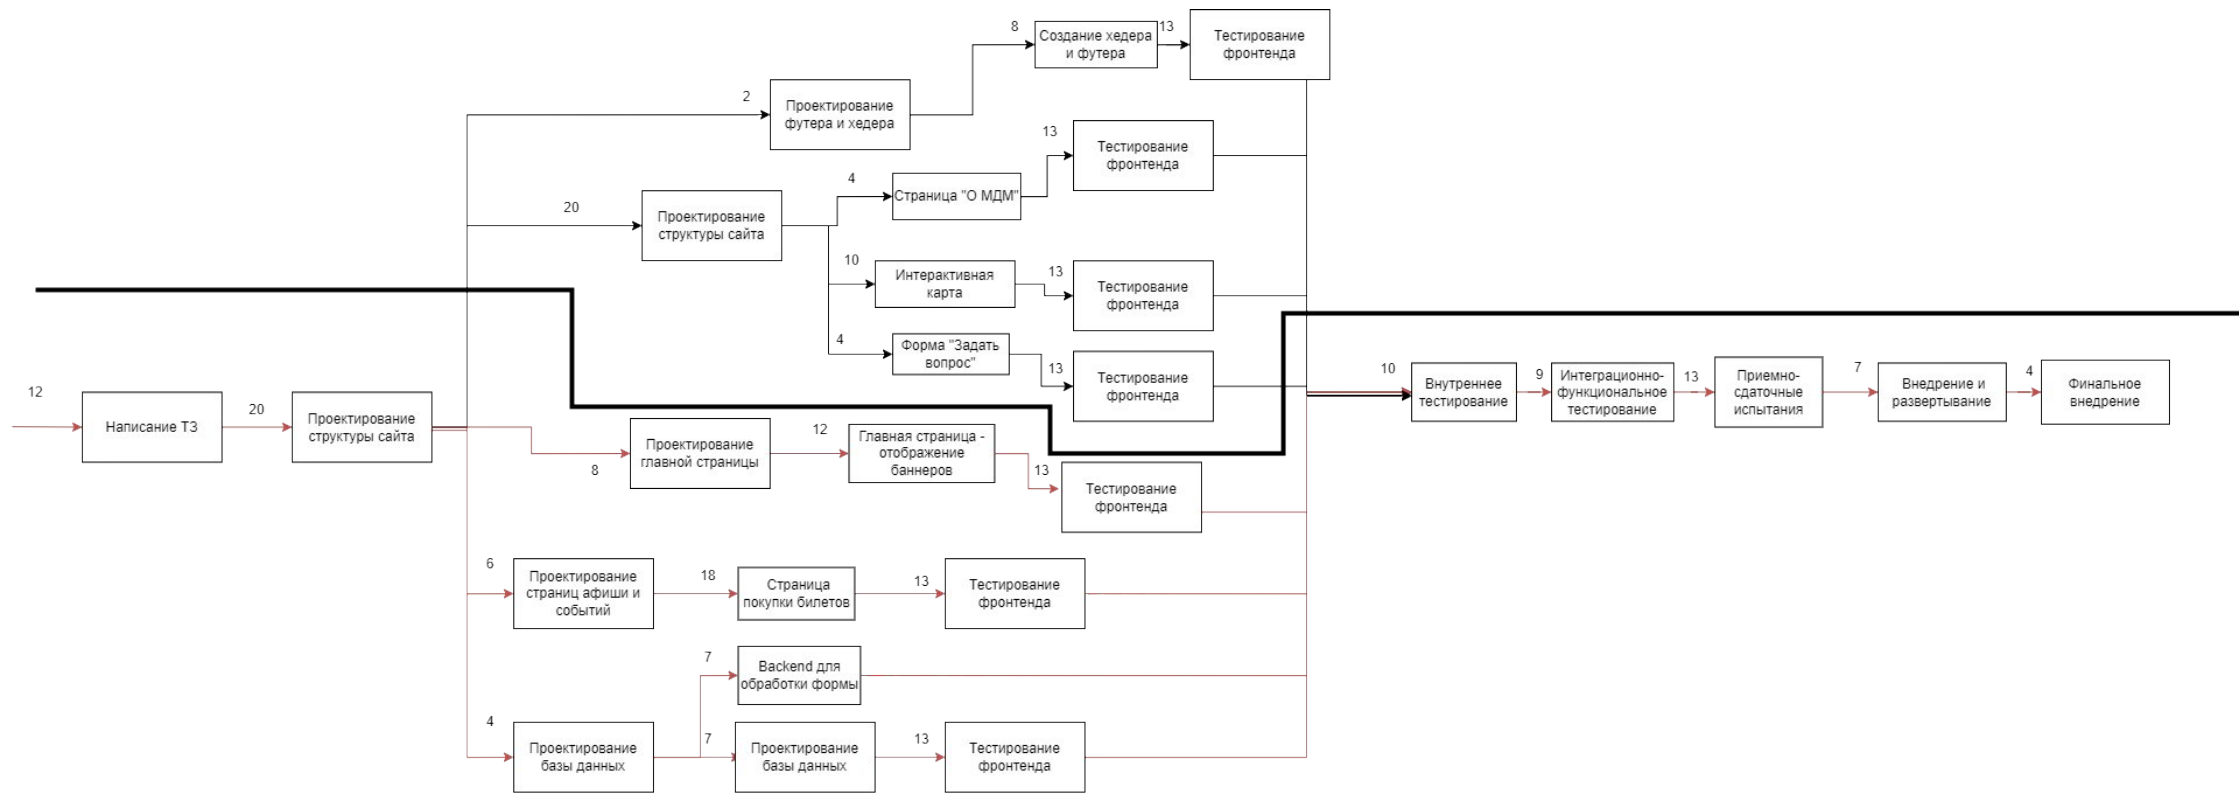 8
Создание хедера
и футера
13
Тестирование
фронтенда
2
Проектирование
футера и хедера
13
Тестирование
фронтенда
4
Страница "О МДМ"
20
Проектирование
структуры сайта
10
Интерактивная
карта
13
Тестирование
фронтенда
4
Форма "Задать
вопрос"
13
Тестирование
фронтенда
12
Написание ТЗ
20
Проектирование
структуры сайта
8
Проектирование
главной страницы
12
Главная страница -
отображение
баннеров
13
Тестирование
фронтенда
10
Внутреннее
тестирование
9
Интеграционно-
функциональное
тестирование
13
Приемно-
сдаточные
испытания
7
Внедрение и
развертывание
4
Финальное
внедрение
6
Проектирование
страниц афиши и
событий
18
Страница
покупки билетов
13
Тестирование
фронтенда
7
Backend для
обработки формы
4
Проектирование
базы данных
7
Проектирование
базы данных
13
Тестирование
фронтенда